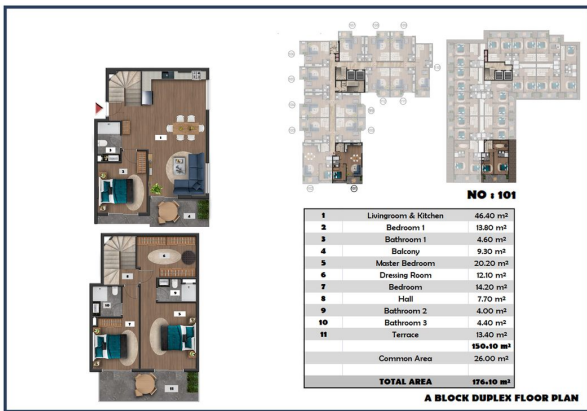 NO : 101
1 Livingroom & Kitchen 46.40 m²
2 Bedroom 1 13.80 m²
3 Bathroom 1 4.60 m²
4 Balcony 9.30 m²
5 Master Bedroom 20.20 m²
6 Dressing Room 12.10 m²
7 Bedroom 14.20 m²
8 Hall 7.70 m²
9 Bathroom 2 4.00 m²
10 Bathroom 3 4.40 m²
11 Terrace 13.40 m²
150.10 m²
Common Area 26.00 m²
TOTAL AREA 176.10 m²
A BLOCK DUPLEX FLOOR PLAN